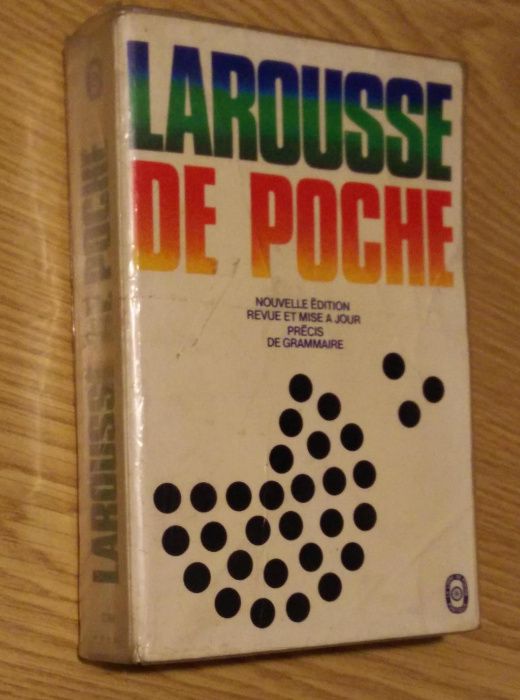 LAROUSSE
DE POCHE
NOUVELLE ÉDITION
REVUE ET MISE A JOUR
PRÉCIS
DE GRAMMAIRE
LAROUSSE DE POCHE